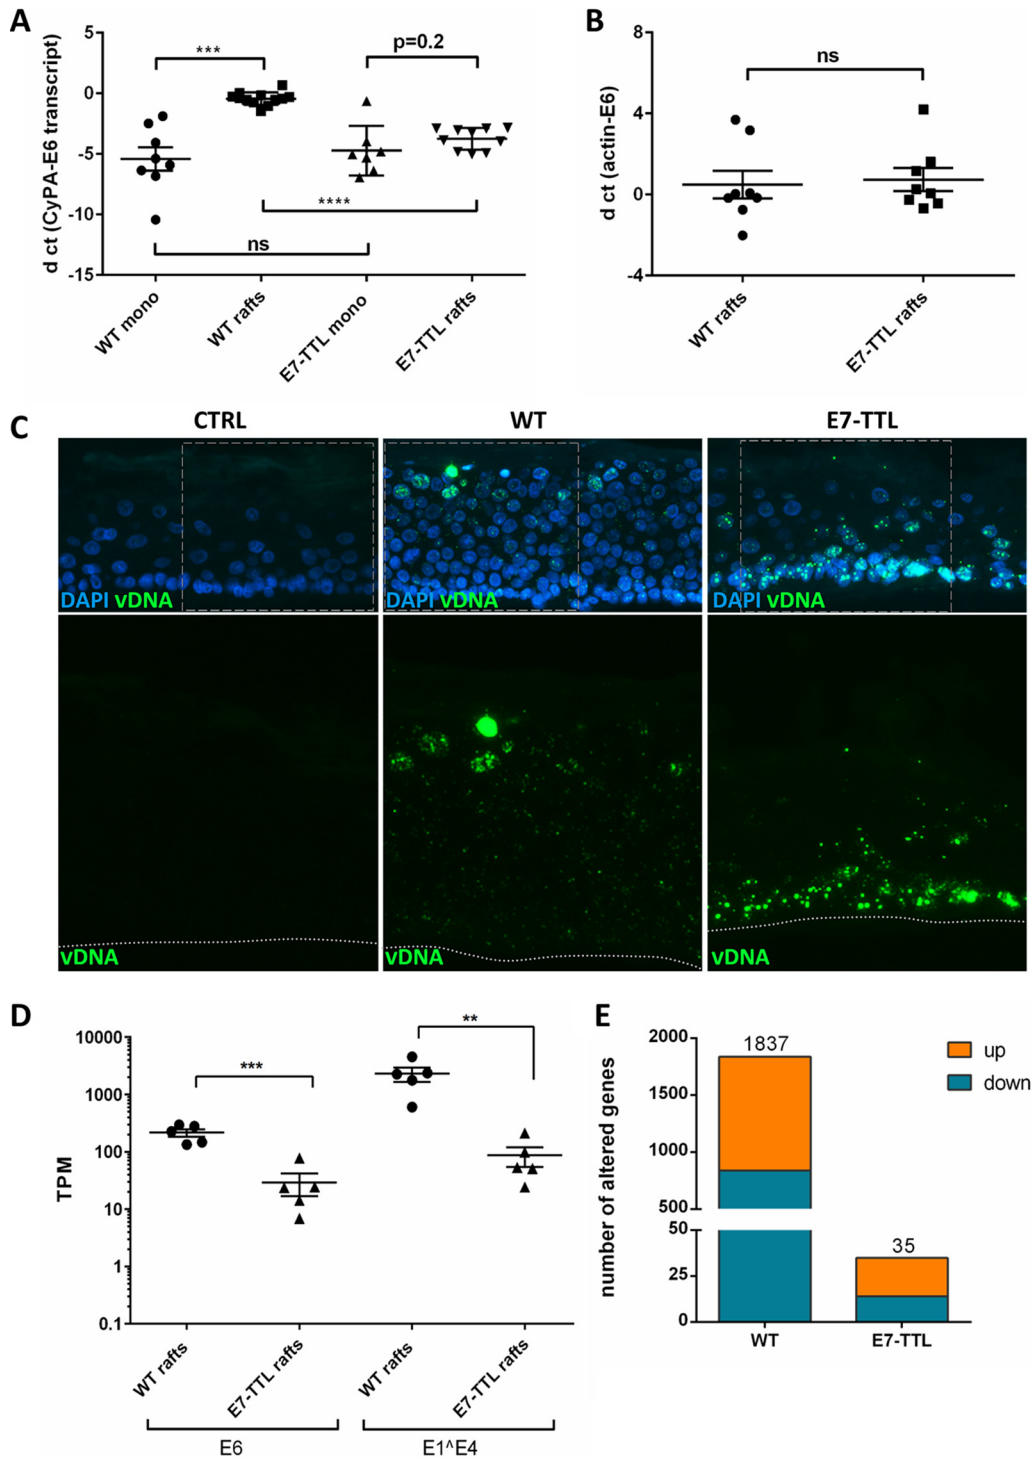 A
d ct (CyPA-E6 transcript)
5
0
-5
-10
-15
***
p=0.2
****
ns
WT mono
WT rafts
E7-TTL mono
E7-TTL rafts
B
d ct (actin-E6)
8
4
0
-4
ns
WT rafts
E7-TTL rafts
C
CTRL
WT
E7-TTL
DAPI vDNA
DAPI vDNA
DAPI vDNA
vDNA
vDNA
vDNA
D
TPM
10000
1000
100
10
1
0.1
***
**
WT rafts
E7-TTL rafts
WT rafts
E7-TTL rafts
E6
E1^E4
E
number of altered genes
2000
1500
1000
500
50
25
0
1837
35
up
down
WT
E7-TTL